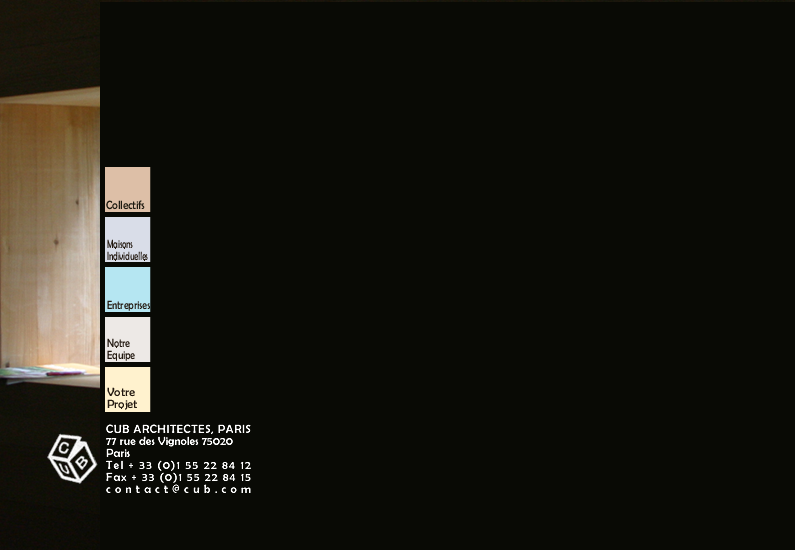 Collectifs
Maisons
Individuelles
Entreprises
Notre
Equipe
Votre
Projet
CUB ARCHITECTES, PARIS
77 rue des Vignoles 75020
Paris
Tel + 33 (0)1 55 22 84 12
Fax + 33 (0)1 55 22 84 15
contact@cub.com
C
U B